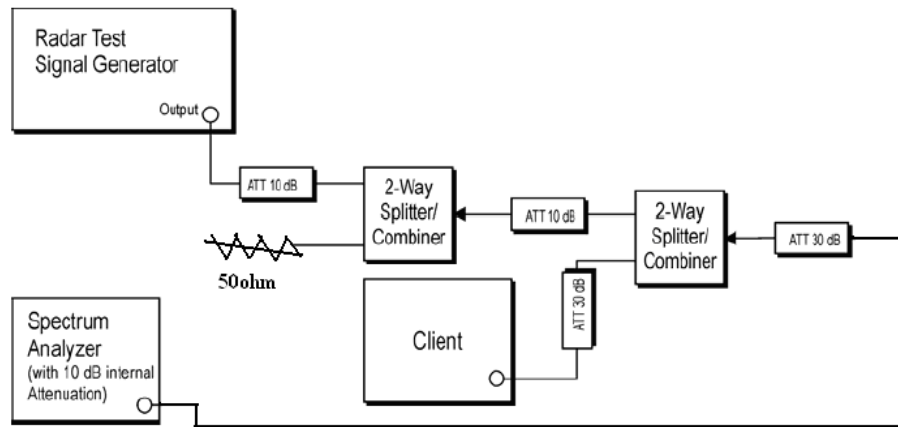 Radar Test
Signal Generator
Output
ATT 10 dB
2-Way
Splitter/
Combiner
ATT 10 dB
2-Way
Splitter/
Combiner
ATT 30 dB
50ohm
ATT 30 dB
Client
Spectrum
Analyzer
(with 10 dB internal
Attenuation)